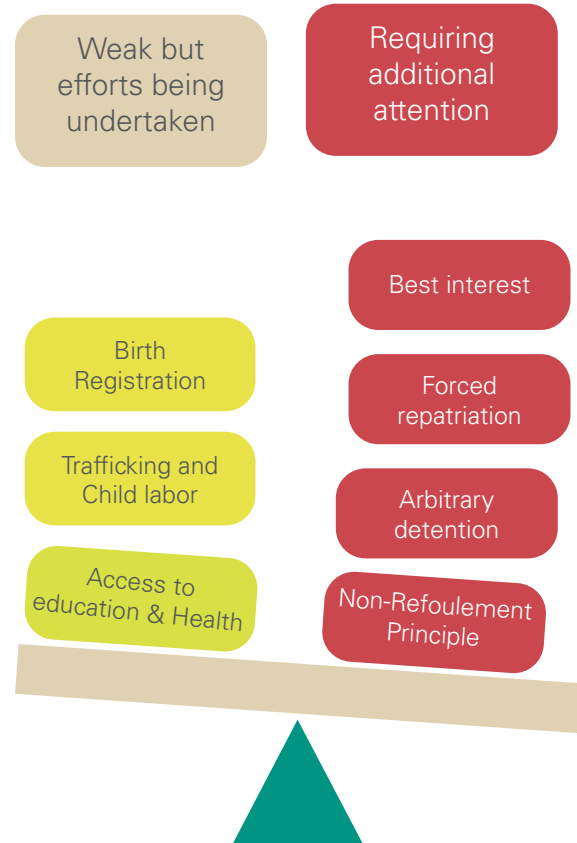 Weak but
efforts being
undertaken
Requiring
additional
attention
Birth
Registration
Trafficking and
Child labor
Access to
education & Health
Best interest
Forced
repatriation
Arbitrary
detention
Non-Refoulement
Principle